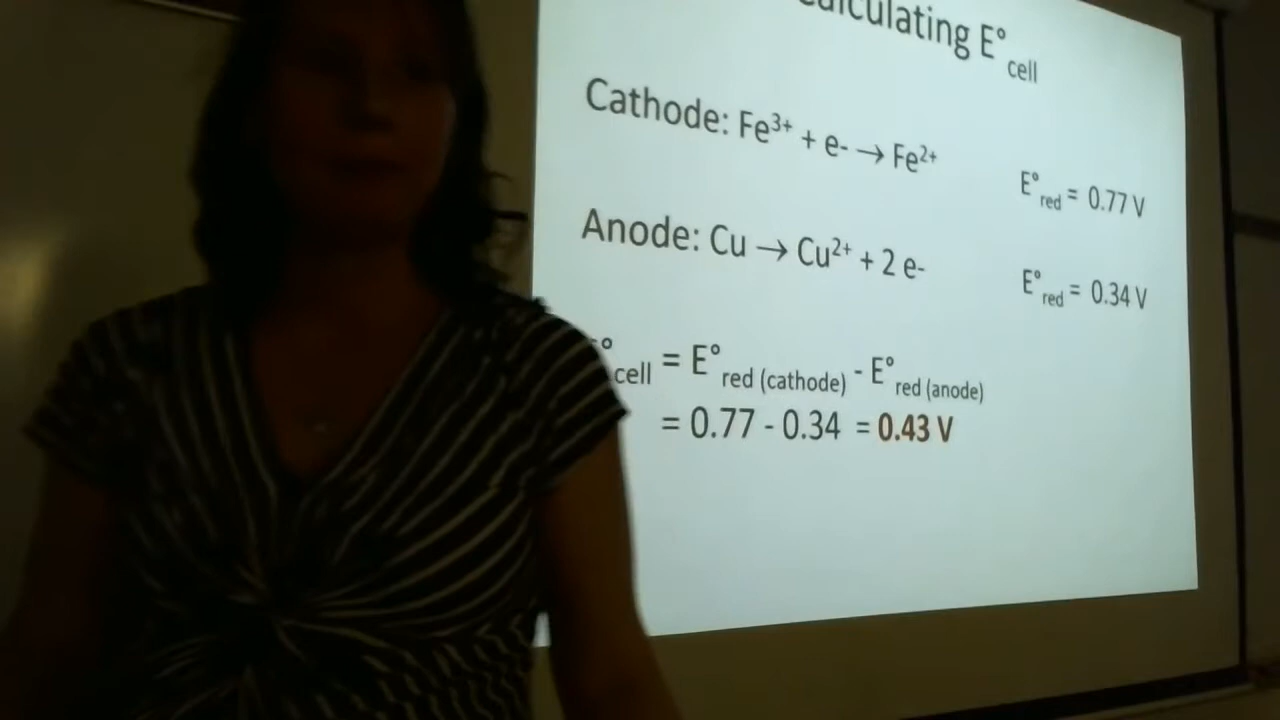 Calculating E°cell
Cathode: Fe³⁺ + e- → Fe²⁺
E°red = 0.77 V
Anode: Cu → Cu²⁺ + 2 e-
E°red = 0.34 V
°cell = E°red (cathode) - E°red (anode)
= 0.77 - 0.34 = 0.43 V